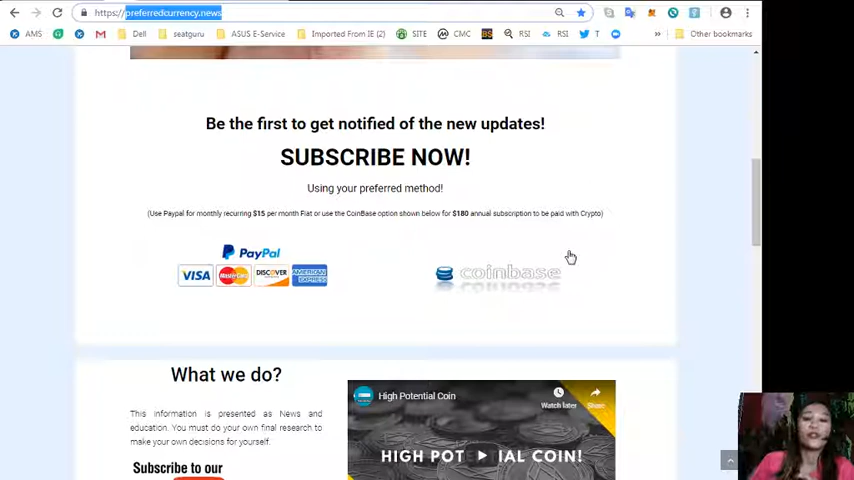 https://preferredcurrency.news
AMS
Dell
seatguru
ASUS E-Service
Imported From IE (2)
SITE
CMC
BS
RSI
RSI
T
»
Other bookmarks
Be the first to get notified of the new updates!
SUBSCRIBE NOW!
Using your preferred method!
(Use Paypal for monthly recurring $15 per month Fiat or use the CoinBase option shown below for $180 annual subscription to be paid with Crypto)
PayPal
coinbase
VISA MasterCard DISCOVER AMERICAN EXPRESS
What we do?
High Potential Coin
Watch later
Share
This information is presented as News and
education. You must do your own final research to
make your own decisions for yourself.
HIGH POTENTIAL COIN!
Subscribe to our